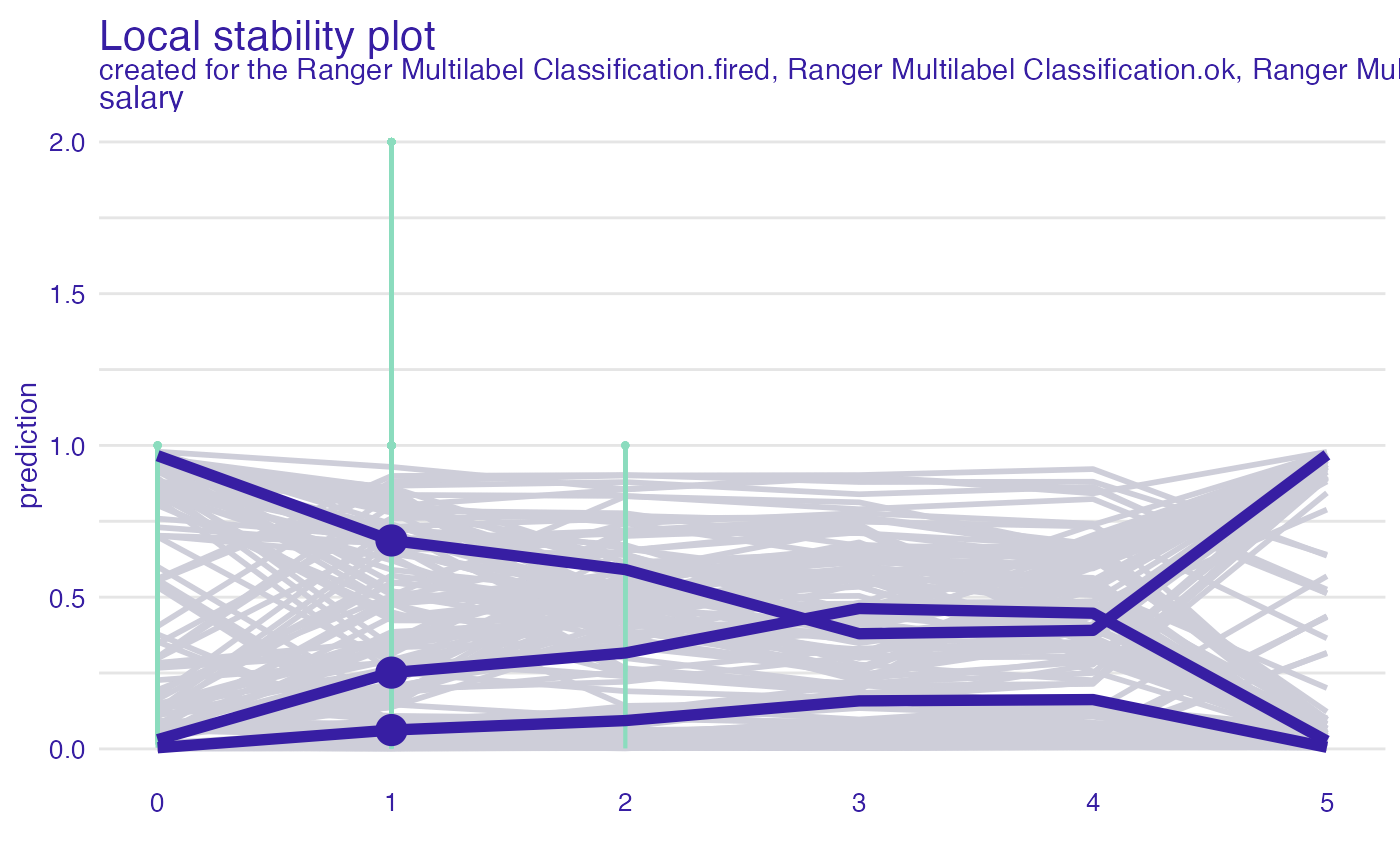 Local stability plot
created for the Ranger Multilabel Classification.fired, Ranger Multilabel Classification.ok, Ranger Mul
salary
2.0
1.5
1.0
0.5
0.0
prediction
0 1 2 3 4 5